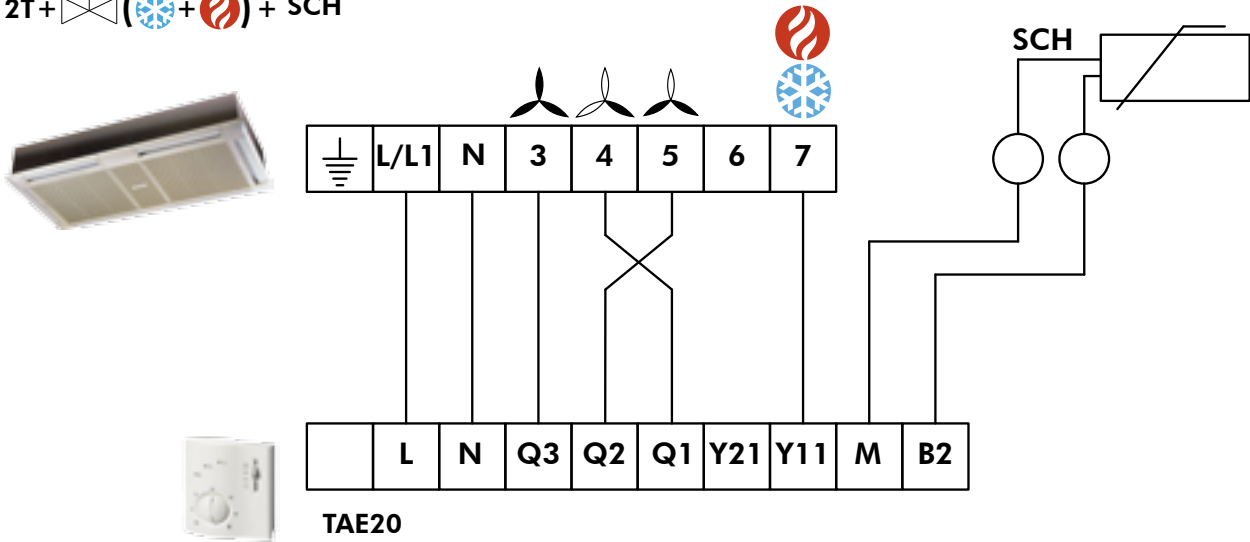 2T+ ( + ) + SCH
SCH
L/L1 N 3 4 5 6 7
L N Q3 Q2 Q1 Y21 Y11 M B2
TAE20